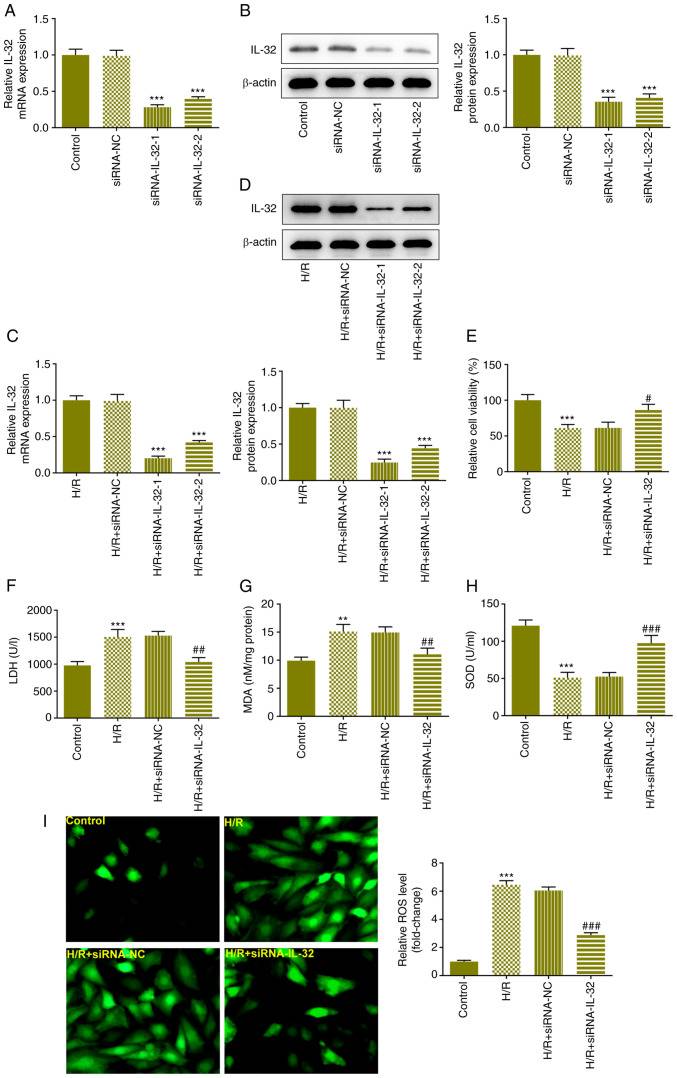 A
Relative IL-32
mRNA expression
1.5
1.0
0.5
0.0
***
***
Control
siRNA-NC
siRNA-IL-32-1
siRNA-IL-32-2
B
IL-32
β-actin
Control
siRNA-NC
siRNA-IL-32-1
siRNA-IL-32-2
Relative IL-32
protein expression
1.5
1.0
0.5
0.0
***
***
Control
siRNA-NC
siRNA-IL-32-1
siRNA-IL-32-2
D
IL-32
β-actin
H/R
H/R+siRNA-NC
H/R+siRNA-IL-32-1
H/R+siRNA-IL-32-2
C
Relative IL-32
mRNA expression
1.5
1.0
0.5
0.0
***
***
H/R
H/R+siRNA-NC
H/R+siRNA-IL-32-1
H/R+siRNA-IL-32-2
Relative IL-32
protein expression
1.5
1.0
0.5
0.0
***
***
H/R
H/R+siRNA-NC
H/R+siRNA-IL-32-1
H/R+siRNA-IL-32-2
E
Relative cell viability (%)
150
100
50
0
***
#
Control
H/R
H/R+siRNA-NC
H/R+siRNA-IL-32
F
LDH (U/l)
2000
1500
1000
500
0
***
##
Control
H/R
H/R+siRNA-NC
H/R+siRNA-IL-32
G
MDA (nM/mg protein)
20
15
10
5
0
**
##
Control
H/R
H/R+siRNA-NC
H/R+siRNA-IL-32
H
SOD (U/ml)
150
100
50
0
***
###
Control
H/R
H/R+siRNA-NC
H/R+siRNA-IL-32
I
Control
H/R
H/R+siRNA-NC
H/R+siRNA-IL-32
Relative ROS level
(fold-change)
8
6
4
2
0
***
###
Control
H/R
H/R+siRNA-NC
H/R+siRNA-IL-32